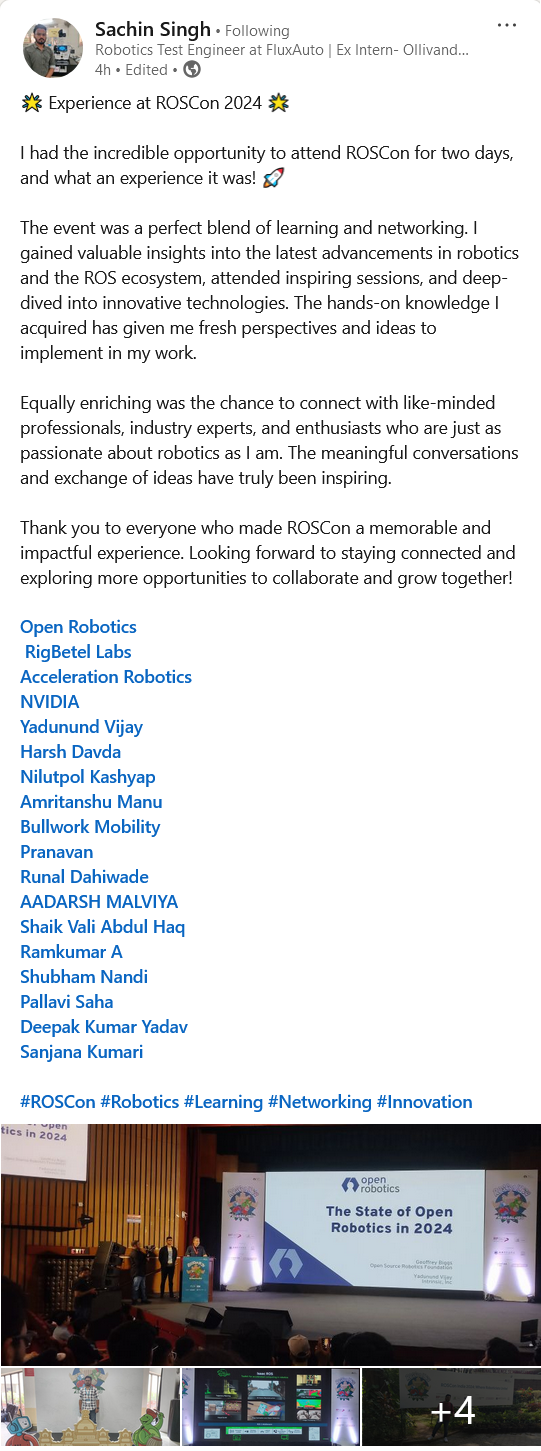 Sachin Singh • Following
Robotics Test Engineer at FluxAuto | Ex Intern- Ollivand...
4h • Edited •
Experience at ROSCon 2024
I had the incredible opportunity to attend ROSCon for two days,
and what an experience it was!
The event was a perfect blend of learning and networking. I
gained valuable insights into the latest advancements in robotics
and the ROS ecosystem, attended inspiring sessions, and deep-
dived into innovative technologies. The hands-on knowledge I
acquired has given me fresh perspectives and ideas to
implement in my work.
Equally enriching was the chance to connect with like-minded
professionals, industry experts, and enthusiasts who are just as
passionate about robotics as I am. The meaningful conversations
and exchange of ideas have truly been inspiring.
Thank you to everyone who made ROSCon a memorable and
impactful experience. Looking forward to staying connected and
exploring more opportunities to collaborate and grow together!
Open Robotics
RigBetel Labs
Acceleration Robotics
NVIDIA
Yadunund Vijay
Harsh Davda
Nilutpol Kashyap
Amritanshu Manu
Bullwork Mobility
Pranavan
Runal Dahiwade
AADARSH MALVIYA
Shaik Vali Abdul Haq
Ramkumar A
Shubham Nandi
Pallavi Saha
Deepak Kumar Yadav
Sanjana Kumari
#ROSCon #Robotics #Learning #Networking #Innovation
of Open
tics in 2024
open
robotics
The State of Open
Robotics in 2024
Geoffrey Biggs
Open Source Robotics Foundation
Yadunund Vijay
Intrinsic, Inc
+4